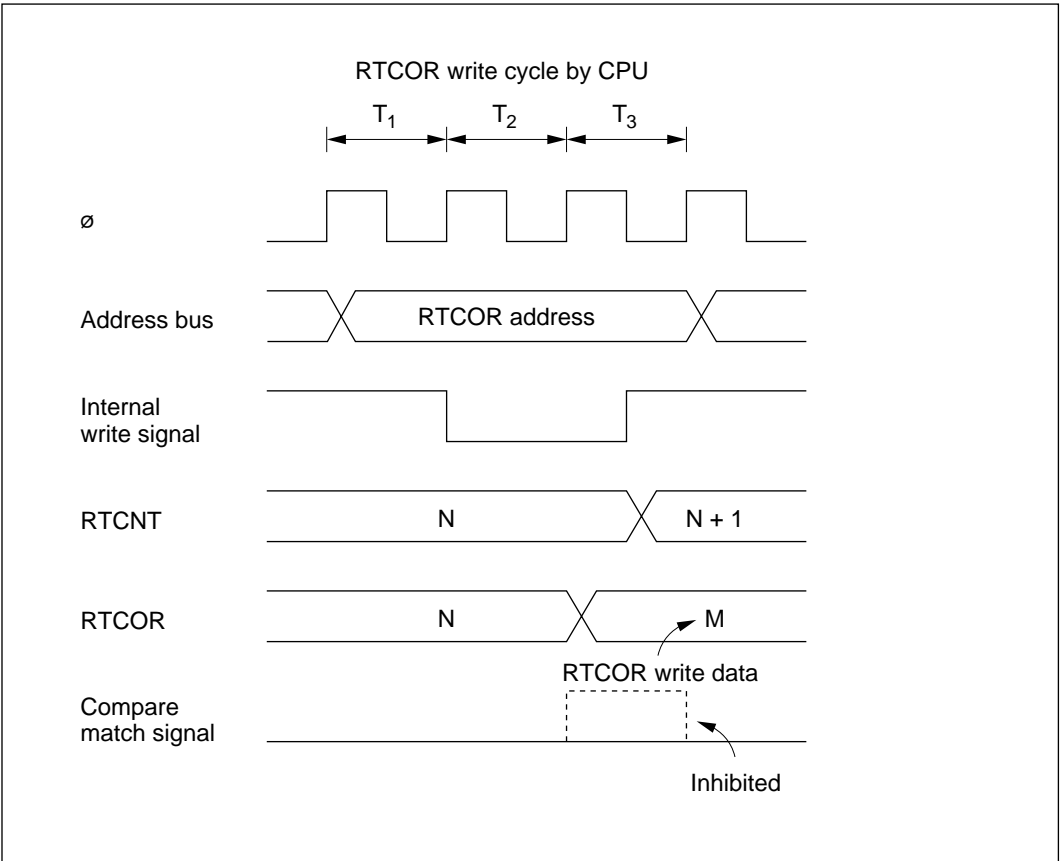 RTCOR write cycle by CPU
T1 T2 T3
ø
Address bus
RTCOR address
Internal
write signal
RTCNT
N
N + 1
RTCOR
N
M
RTCOR write data
Compare
match signal
Inhibited